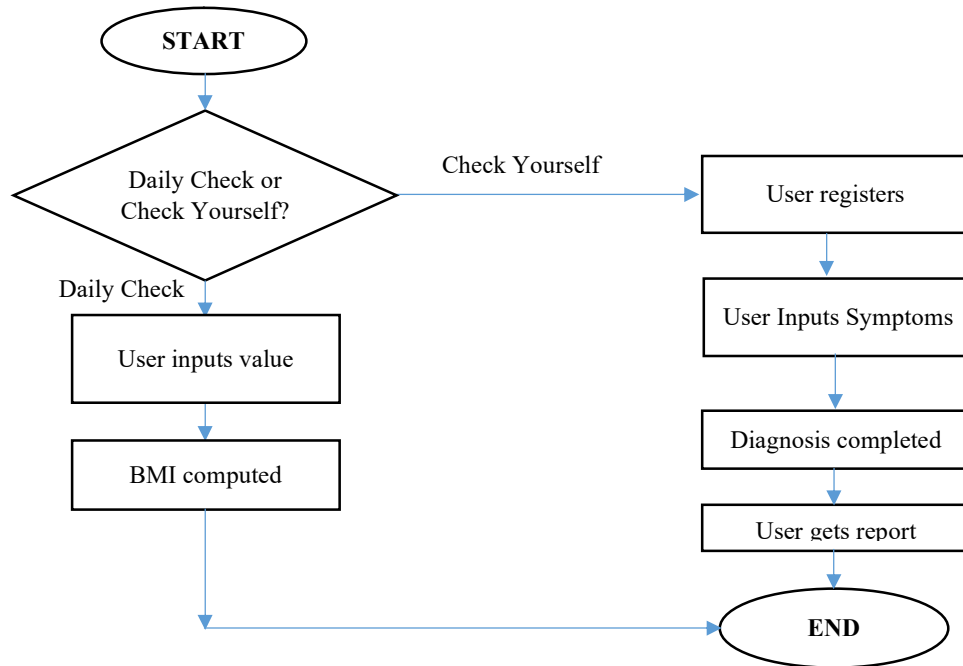 START
Daily Check or
Check Yourself?
Check Yourself
User registers
Daily Check
User inputs value
User Inputs Symptoms
BMI computed
Diagnosis completed
User gets report
END